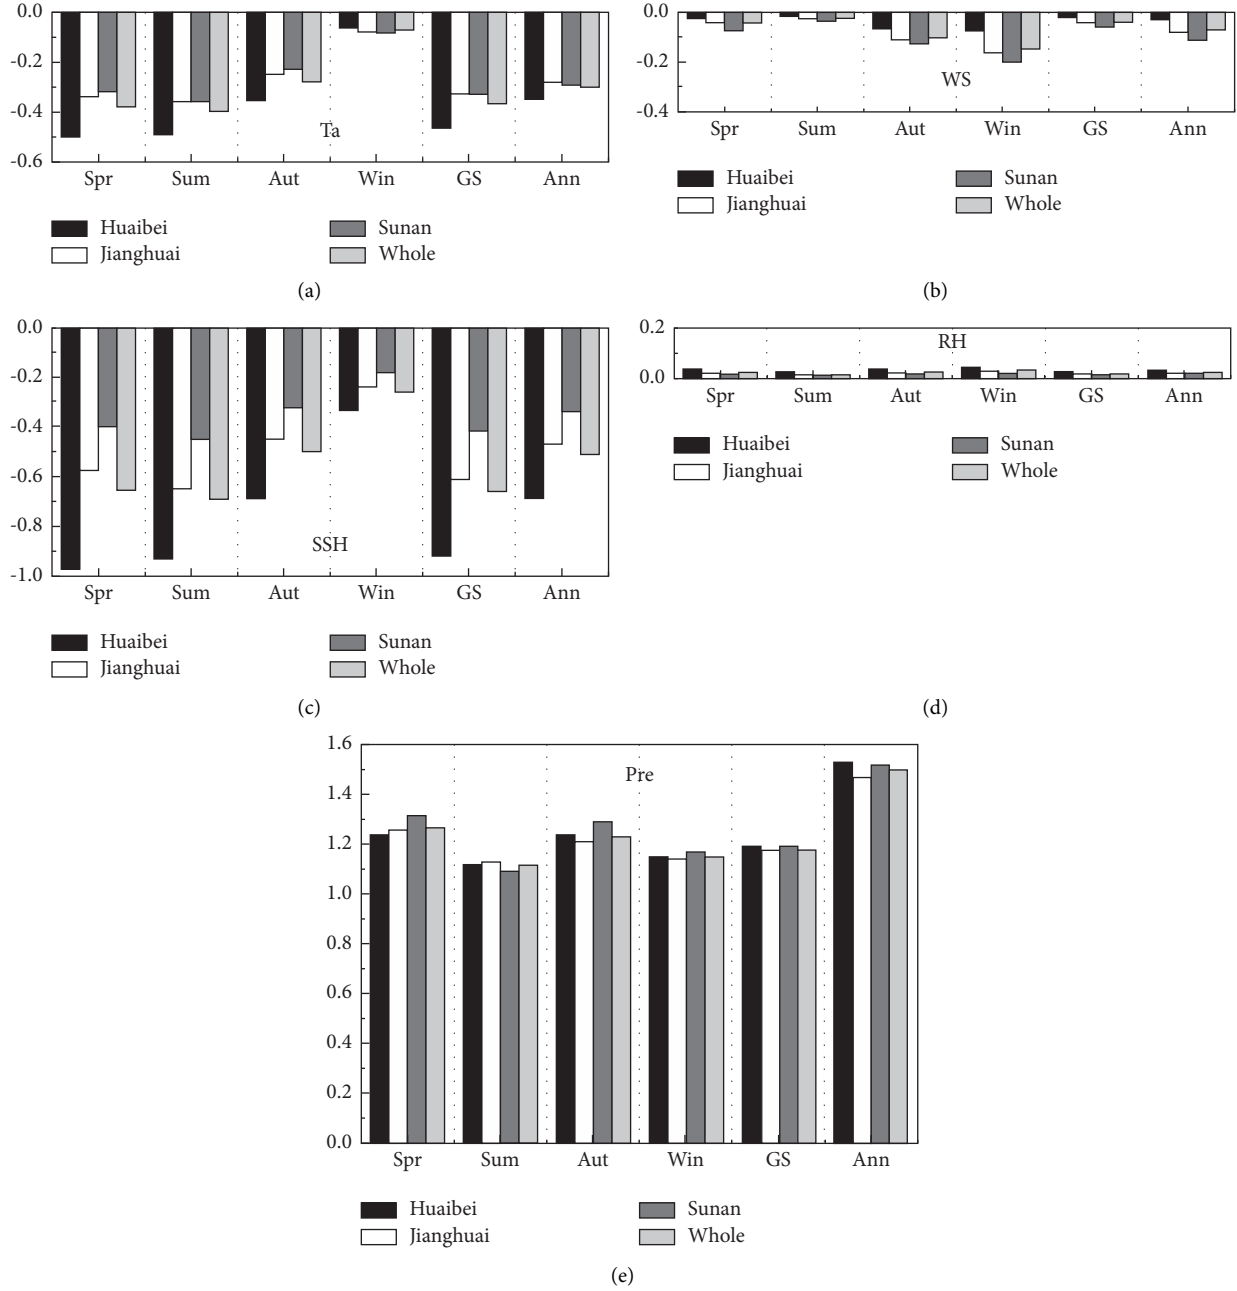 0.0
-0.2
-0.4
-0.6
Ta
Spr Sum Aut Win GS Ann
Huaibei Sunan
Jianghuai Whole
(a)
0.0
-0.2
-0.4
WS
Spr Sum Aut Win GS Ann
Huaibei Sunan
Jianghuai Whole
(b)
0.0
-0.2
-0.4
-0.6
-0.8
-1.0
SSH
Spr Sum Aut Win GS Ann
Huaibei Sunan
Jianghuai Whole
(c)
0.2
0.0
RH
Spr Sum Aut Win GS Ann
Huaibei Sunan
Jianghuai Whole
(d)
1.6
1.4
1.2
1.0
0.8
0.6
0.4
0.2
0.0
Pre
Spr Sum Aut Win GS Ann
Huaibei Sunan
Jianghuai Whole
(e)